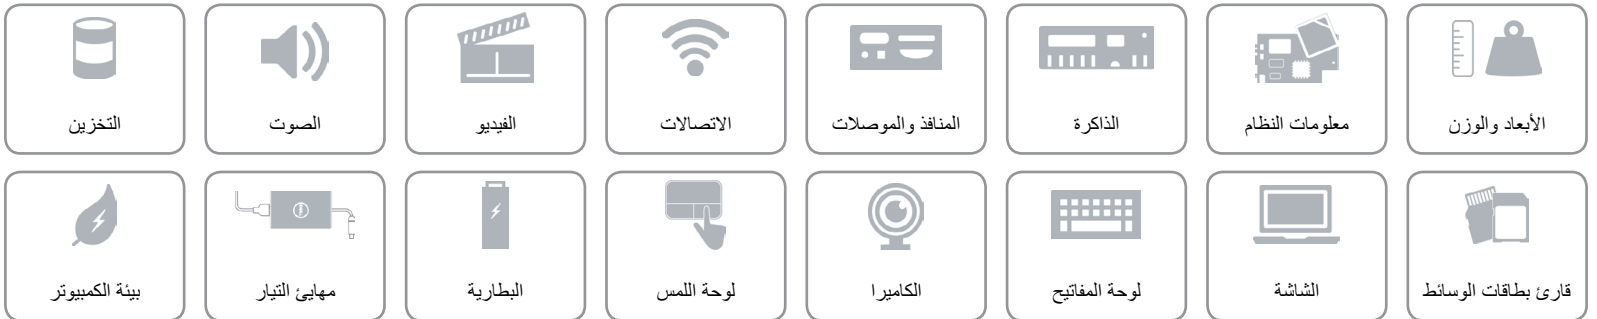 الأبعاد والوزن
معلومات النظام
الذاكرة
المنافذ والموصلات
الاتصالات
الفيديو
الصوت
التخزين
قارئ بطاقات الوسائط
الشاشة
لوحة المفاتيح
الكاميرا
لوحة اللمس
البطارية
مهايئ التيار
بيئة الكمبيوتر